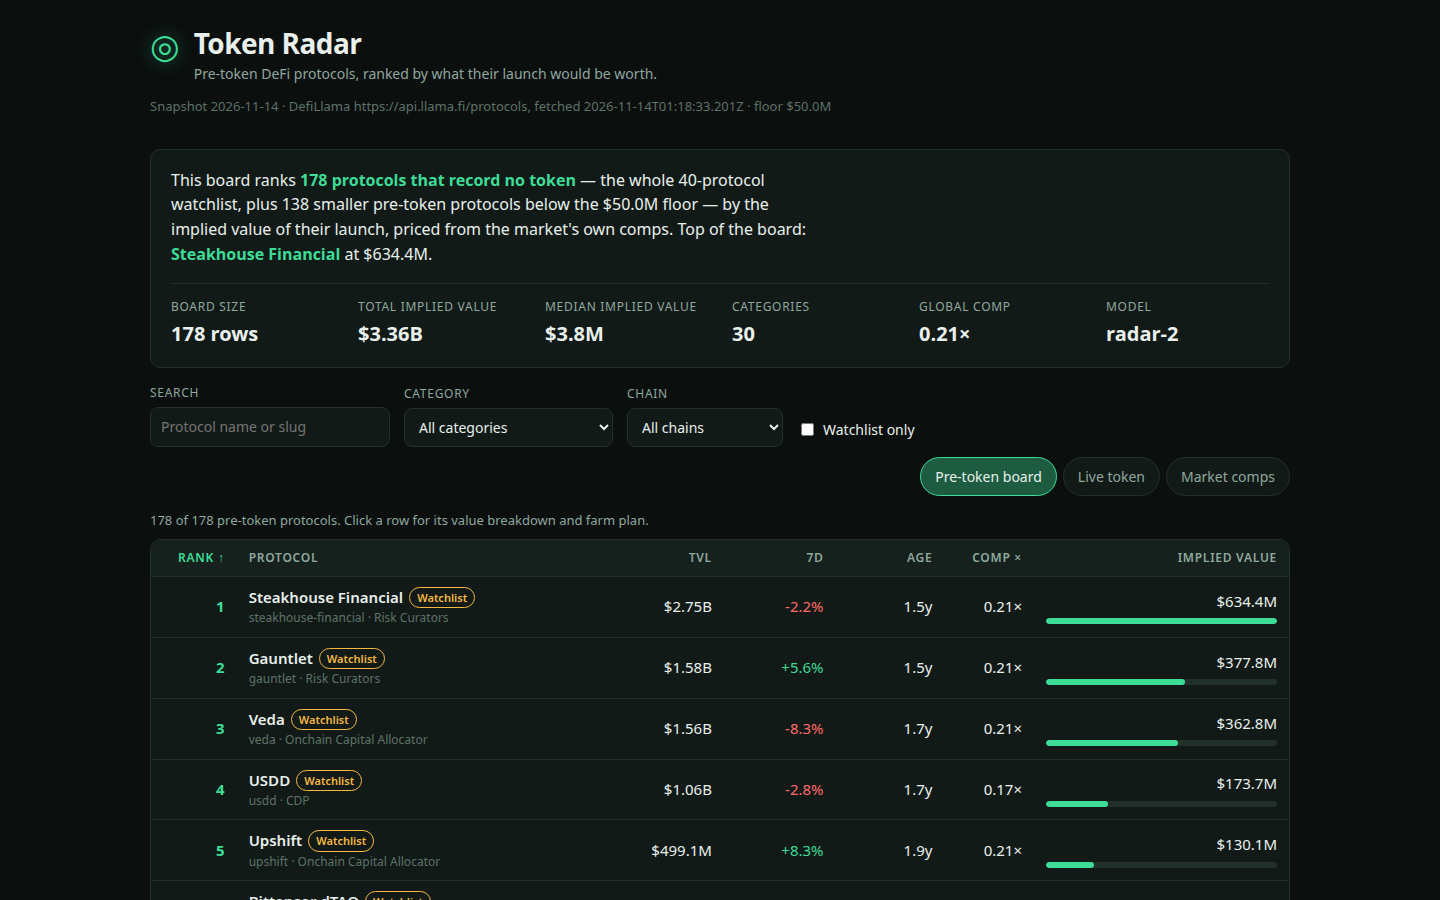 Token Radar
Pre-token DeFi protocols, ranked by what their launch would be worth.
Snapshot 2026-11-14 · DefiLlama https://api.llama.fi/protocols, fetched 2026-11-14T01:18:33.201Z · floor $50.0M
This board ranks 178 protocols that record no token — the whole 40-protocol
watchlist, plus 138 smaller pre-token protocols below the $50.0M floor — by the
implied value of their launch, priced from the market's own comps. Top of the board:
Steakhouse Financial at $634.4M.
BOARD SIZE TOTAL IMPLIED VALUE MEDIAN IMPLIED VALUE CATEGORIES GLOBAL COMP MODEL
178 rows $3.36B $3.8M 30 0.21× radar-2
SEARCH CATEGORY CHAIN
Protocol name or slug All categories All chains Watchlist only
Pre-token board Live token Market comps
178 of 178 pre-token protocols. Click a row for its value breakdown and farm plan.
RANK ↑ PROTOCOL TVL 7D AGE COMP × IMPLIED VALUE
1 Steakhouse Financial Watchlist $2.75B -2.2% 1.5y 0.21× $634.4M
steakhouse-financial · Risk Curators
2 Gauntlet Watchlist $1.58B +5.6% 1.5y 0.21× $377.8M
gauntlet · Risk Curators
3 Veda Watchlist $1.56B -8.3% 1.7y 0.21× $362.8M
veda · Onchain Capital Allocator
4 USDD Watchlist $1.06B -2.8% 1.7y 0.17× $173.7M
usdd · CDP
5 Upshift Watchlist $499.1M +8.3% 1.9y 0.21× $130.1M
upshift · Onchain Capital Allocator